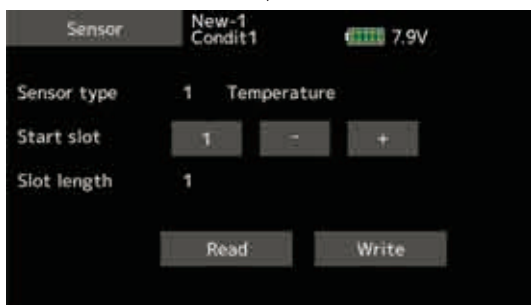 Sensor New-1
Condit1 7.9V
Sensor type 1 Temperature
Start slot 1 - +
Slot length 1
Read Write